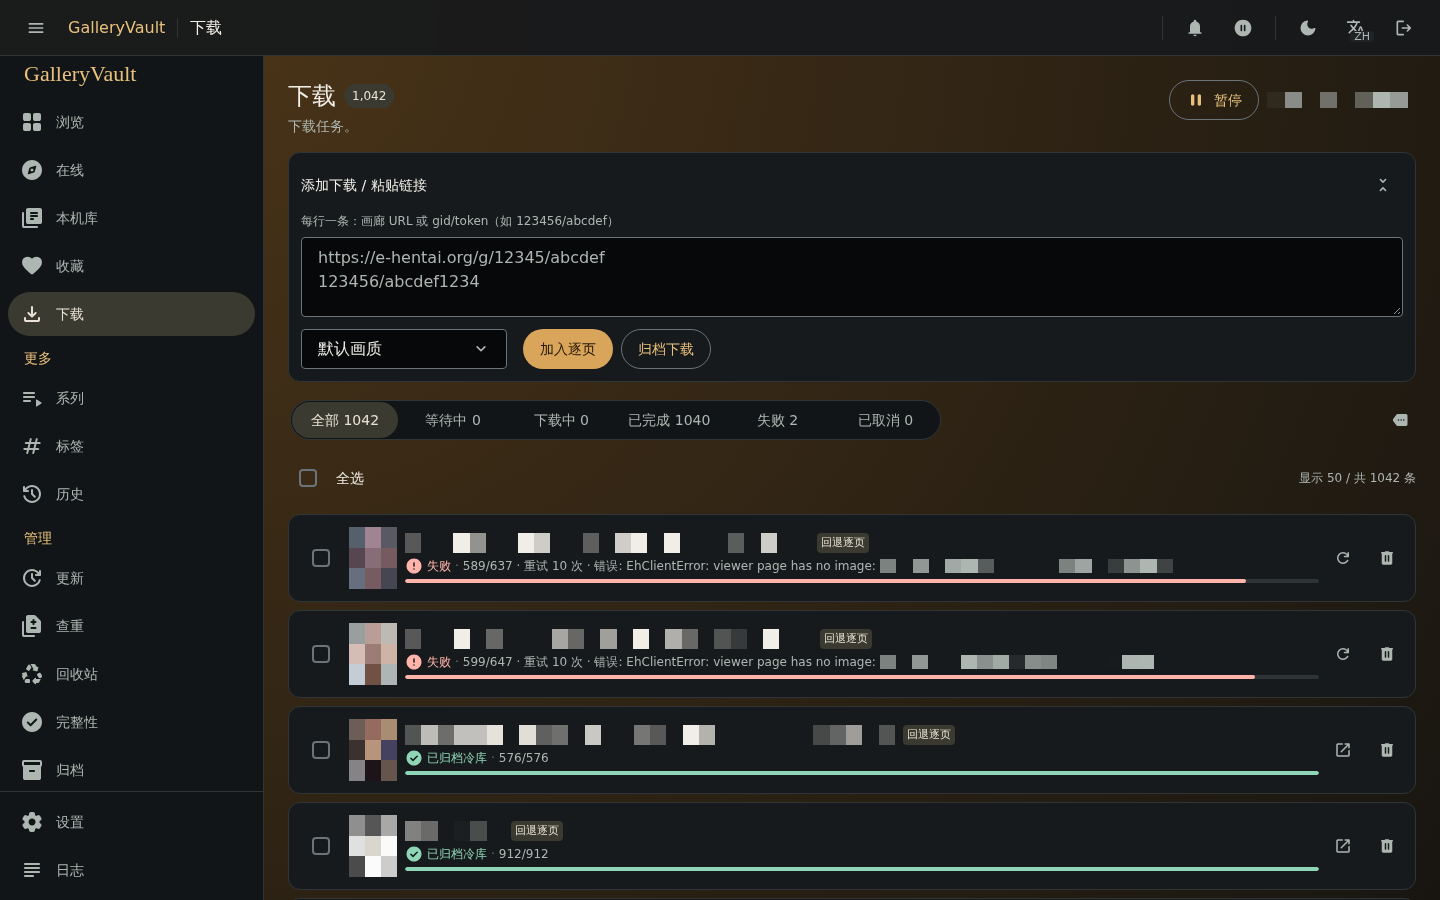 GalleryVault
下载
ZH
GalleryVault
浏览
在线
本机库
收藏
下载
更多
系列
标签
历史
管理
更新
查重
回收站
完整性
归档
设置
日志
下载 1,042
下载任务。
暂停
添加下载 / 粘贴链接
每行一条：画廊 URL 或 gid/token（如 123456/abcdef）
https://e-hentai.org/g/12345/abcdef
123456/abcdef1234
默认画质
加入逐页
归档下载
全部 1042
等待中 0
下载中 0
已完成 1040
失败 2
已取消 0
全选
显示 50 / 共 1042 条
回退逐页
失败 · 589/637 · 重试 10 次 · 错误: EhClientError: viewer page has no image:
回退逐页
失败 · 599/647 · 重试 10 次 · 错误: EhClientError: viewer page has no image:
回退逐页
已归档冷库 · 576/576
回退逐页
已归档冷库 · 912/912